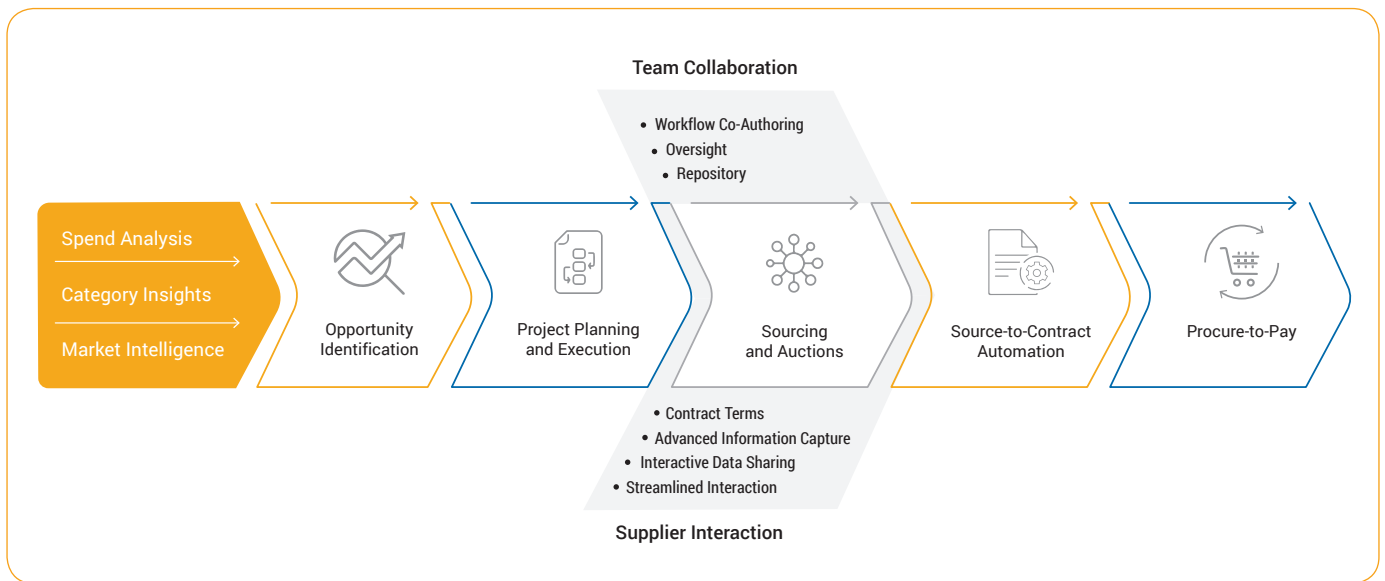 Team Collaboration
• Workflow Co-Authoring
• Oversight
• Repository
Spend Analysis
Category Insights
Market Intelligence
Opportunity
Identification
Project Planning
and Execution
Sourcing
and Auctions
Source-to-Contract
Automation
Procure-to-Pay
• Contract Terms
• Advanced Information Capture
• Interactive Data Sharing
• Streamlined Interaction
Supplier Interaction